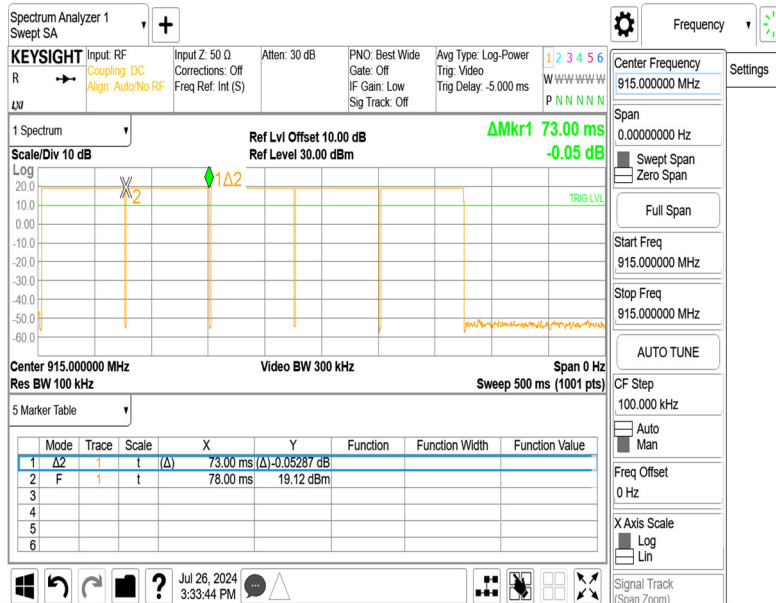 Spectrum Analyzer 1
Swept SA
Frequency
KEYSIGHT
R
LXI
Input: RF
Coupling: DC
Align: Auto/No RF
Input Z: 50 Ω
Corrections: Off
Freq Ref: Int (S)
Atten: 30 dB
PNO: Best Wide
Gate: Off
IF Gain: Low
Sig Track: Off
Avg Type: Log-Power
Trig: Video
Trig Delay: -5.000 ms
1 2 3 4 5 6
W W W W W W
P N N N N N
1 Spectrum
Scale/Div 10 dB
Ref Lvl Offset 10.00 dB
Ref Level 30.00 dBm
ΔMkr1 73.00 ms
-0.05 dB
Log
20.0
10.0
0.00
-10.0
-20.0
-30.0
-40.0
-50.0
-60.0
2
1Δ2
TRIG LVL
Center 915.000000 MHz
Video BW 300 kHz
Span 0 Hz
Res BW 100 kHz
Sweep 500 ms (1001 pts)
5 Marker Table
Mode Trace Scale X Y Function Function Width Function Value
1 Δ2 1 t (Δ) 73.00 ms (Δ)-0.05287 dB
2 F 1 t 78.00 ms 19.12 dBm
3
4
5
6
Jul 26, 2024
3:33:44 PM
Center Frequency
915.000000 MHz
Settings
Span
0.00000000 Hz
Swept Span
Zero Span
Full Span
Start Freq
915.000000 MHz
Stop Freq
915.000000 MHz
AUTO TUNE
CF Step
100.000 kHz
Auto
Man
Freq Offset
0 Hz
X Axis Scale
Log
Lin
Signal Track
(Span Zoom)